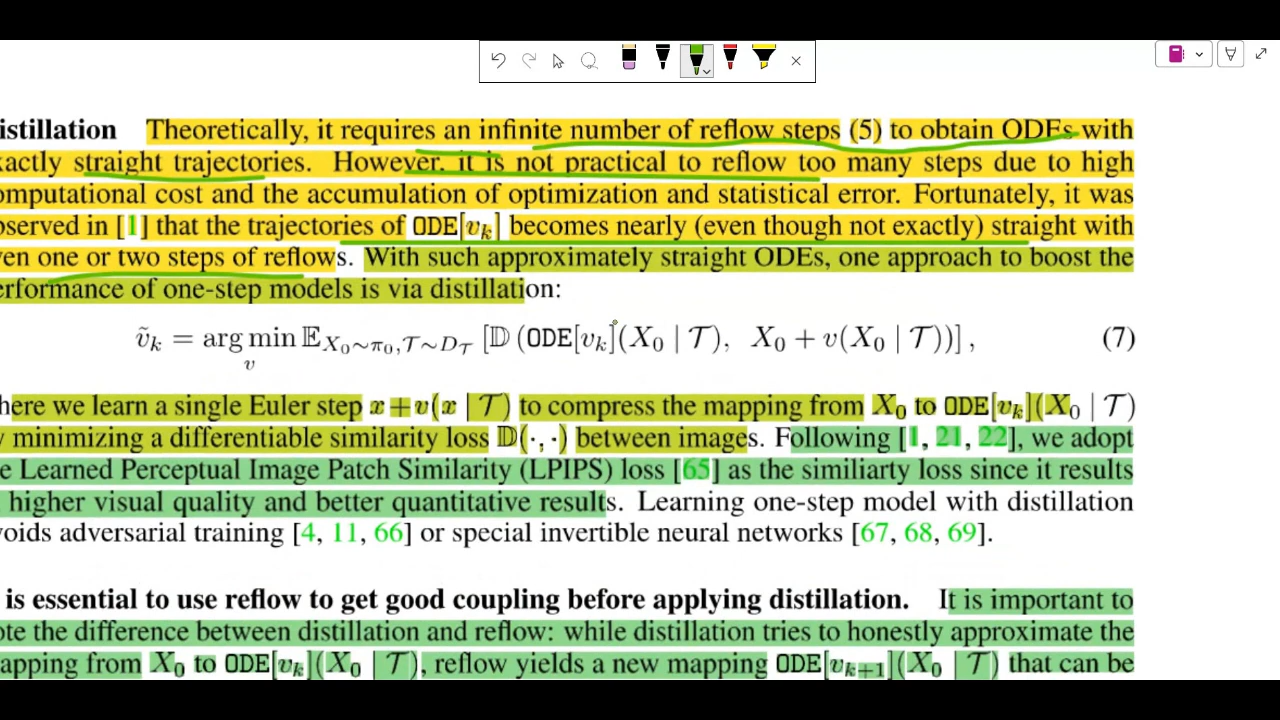 istillation Theoretically, it requires an infinite number of reflow steps (5) to obtain ODEs with
xactly straight trajectories. However, it is not practical to reflow too many steps due to high
omputational cost and the accumulation of optimization and statistical error. Fortunately, it was
bserved in [1] that the trajectories of ODE[v_k] becomes nearly (even though not exactly) straight with
ven one or two steps of reflows. With such approximately straight ODEs, one approach to boost the
erformance of one-step models is via distillation:
ṽ_k = arg min_v 𝔼_{X_0∼π_0, 𝒯∼D_𝒯} [𝔻 (ODE[v_k](X_0 | 𝒯), X_0 + v(X_0 | 𝒯))], (7)
here we learn a single Euler step x + v(x | 𝒯) to compress the mapping from X_0 to ODE[v_k](X_0 | 𝒯)
y minimizing a differentiable similarity loss 𝔻(·, ·) between images. Following [1, 21, 22], we adopt
e Learned Perceptual Image Patch Similarity (LPIPS) loss [65] as the similiarty loss since it results
higher visual quality and better quantitative results. Learning one-step model with distillation
voids adversarial training [4, 11, 66] or special invertible neural networks [67, 68, 69].
is essential to use reflow to get good coupling before applying distillation. It is important to
ote the difference between distillation and reflow: while distillation tries to honestly approximate the
apping from X_0 to ODE[v_k](X_0 | 𝒯), reflow yields a new mapping ODE[v_{k+1}](X_0 | 𝒯) that can be